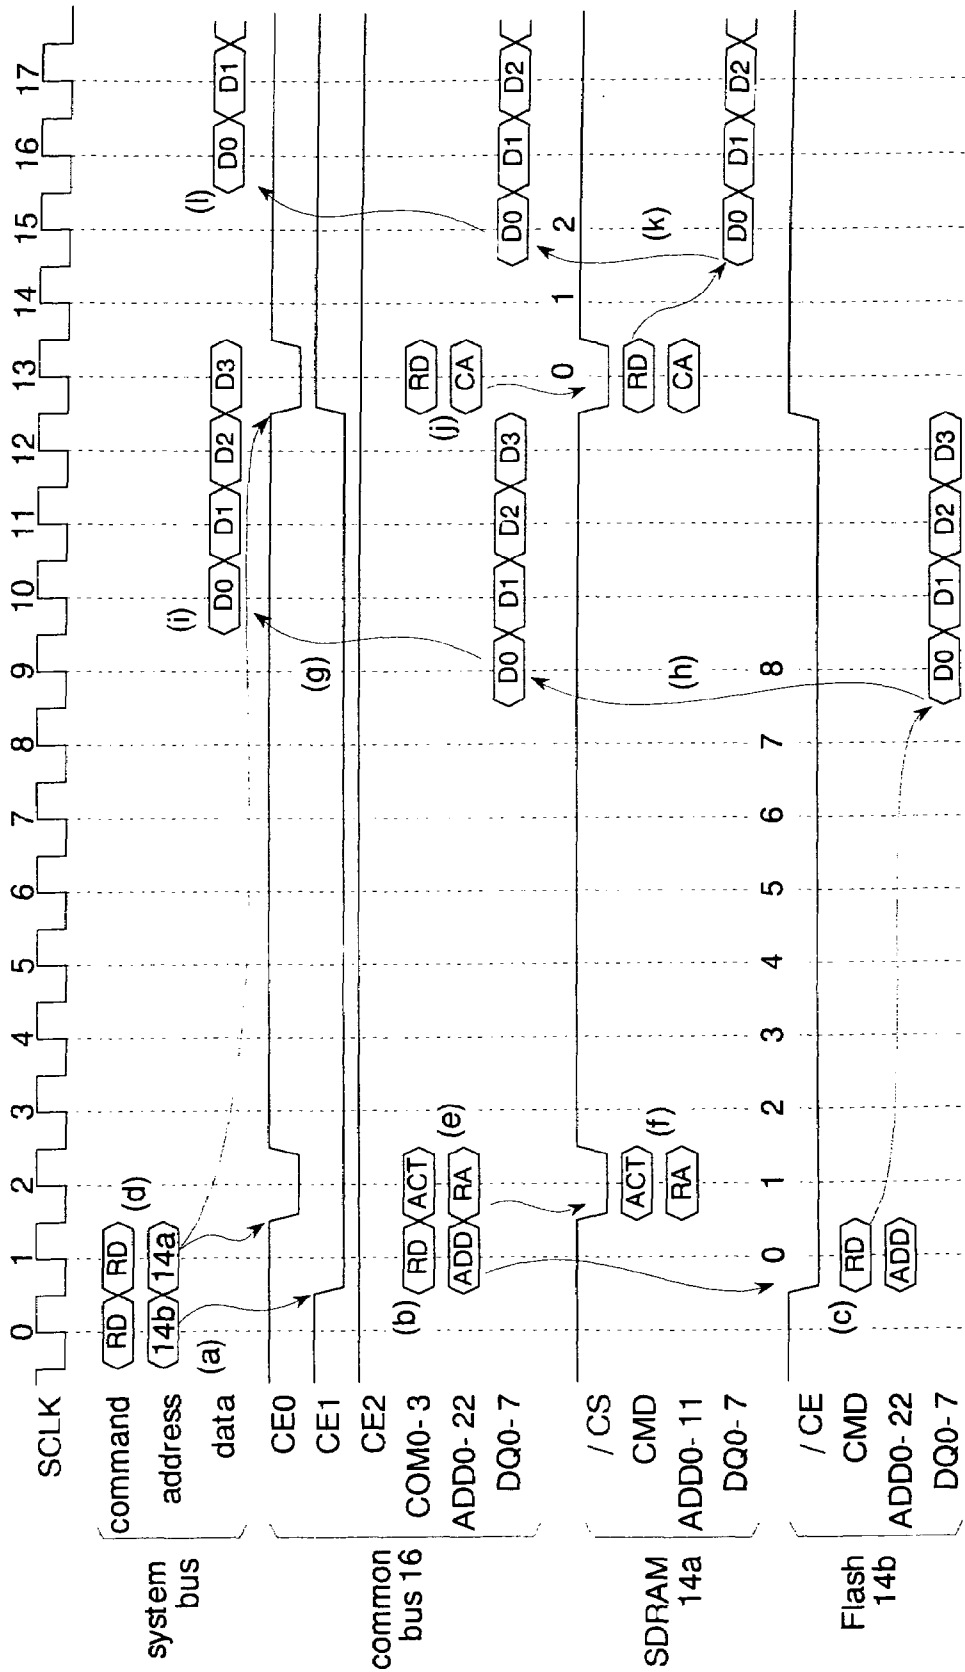 SCLK 0 1 2 3 4 5 6 7 8 9 10 11 12 13 14 15 16 17
system bus
command RD RD
address 14b 14a (d)
(a)
data D0 D1 D2 D3 D0 D1
(i) (l)
common bus 16
CE0
CE1
(g)
CE2
(b)
COM0-3 RD ACT RD
(e) (j)
ADD0-22 ADD RA CA
DQ0-7 D0 D1 D2 D3 D0 D1 D2
0 1 2
SDRAM 14a
/CS
CMD ACT RD
(f) (h) (k)
ADD0-11 RA CA
DQ0-7 D0 D1 D2
0 1 2 3 4 5 6 7 8
Flash 14b
/CE
(c)
CMD RD
ADD0-22 ADD
DQ0-7 D0 D1 D2 D3